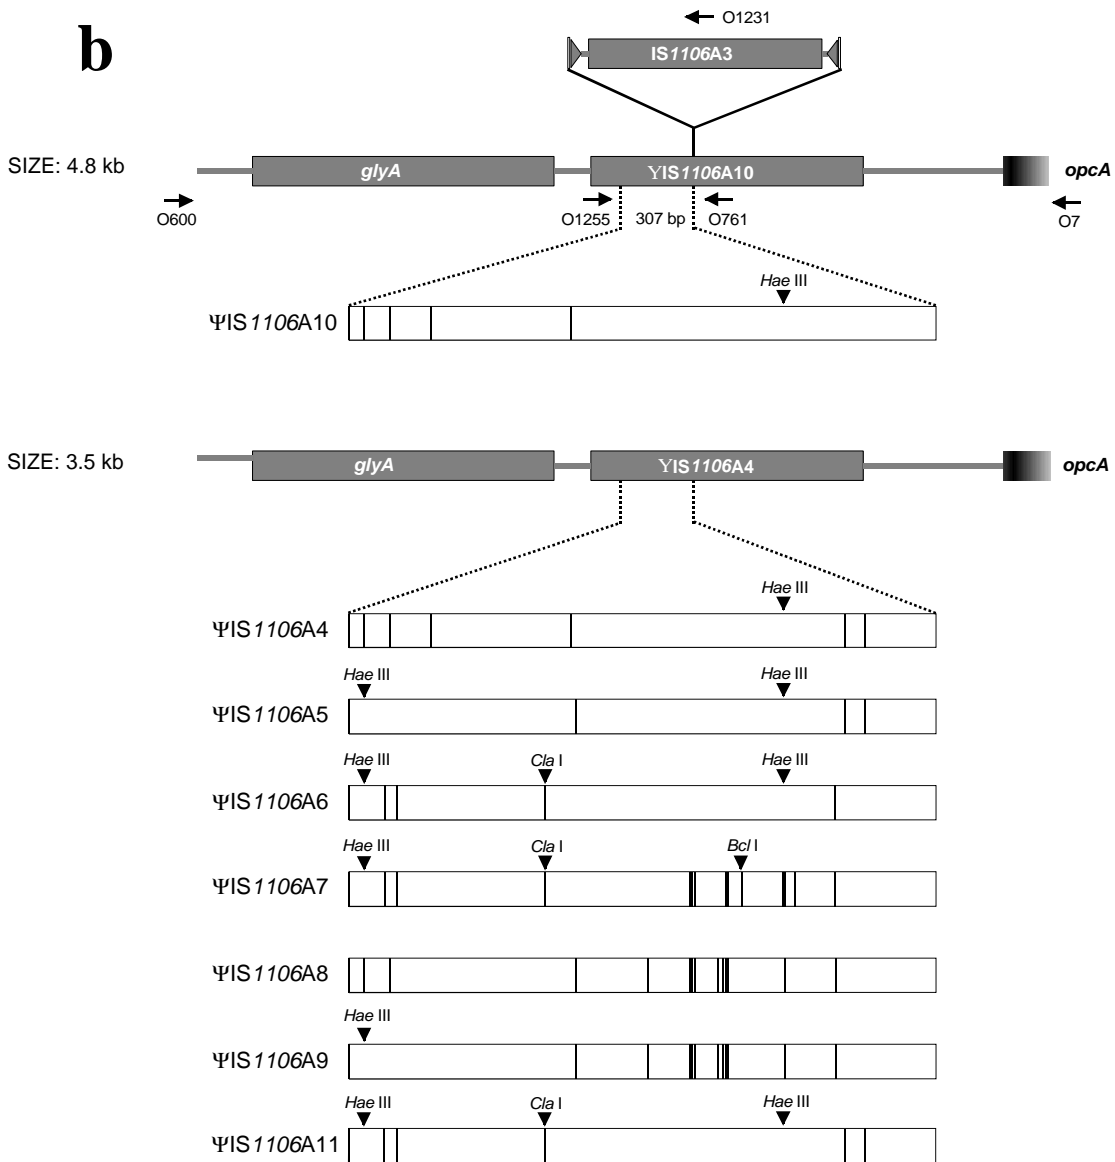 b
O1231
IS1106A3
SIZE: 4.8 kb
glyA
ΥIS1106A10
opcA
O600
O1255
307 bp
O761
O7
Hae III
ΨIS1106A10
SIZE: 3.5 kb
glyA
ΥIS1106A4
opcA
Hae III
ΨIS1106A4
Hae III
Hae III
ΨIS1106A5
Hae III
Cla I
Hae III
ΨIS1106A6
Hae III
Cla I
Bcl I
ΨIS1106A7
ΨIS1106A8
Hae III
ΨIS1106A9
Hae III
Cla I
Hae III
ΨIS1106A11